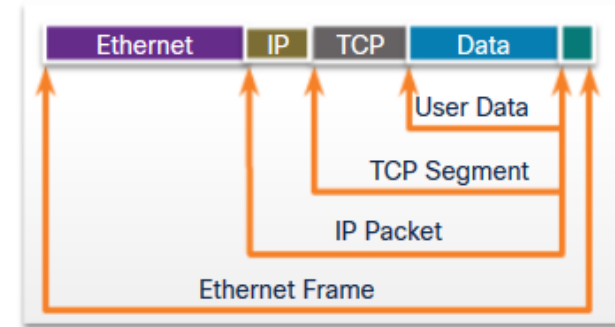 Ethernet IP TCP Data
User Data
TCP Segment
IP Packet
Ethernet Frame